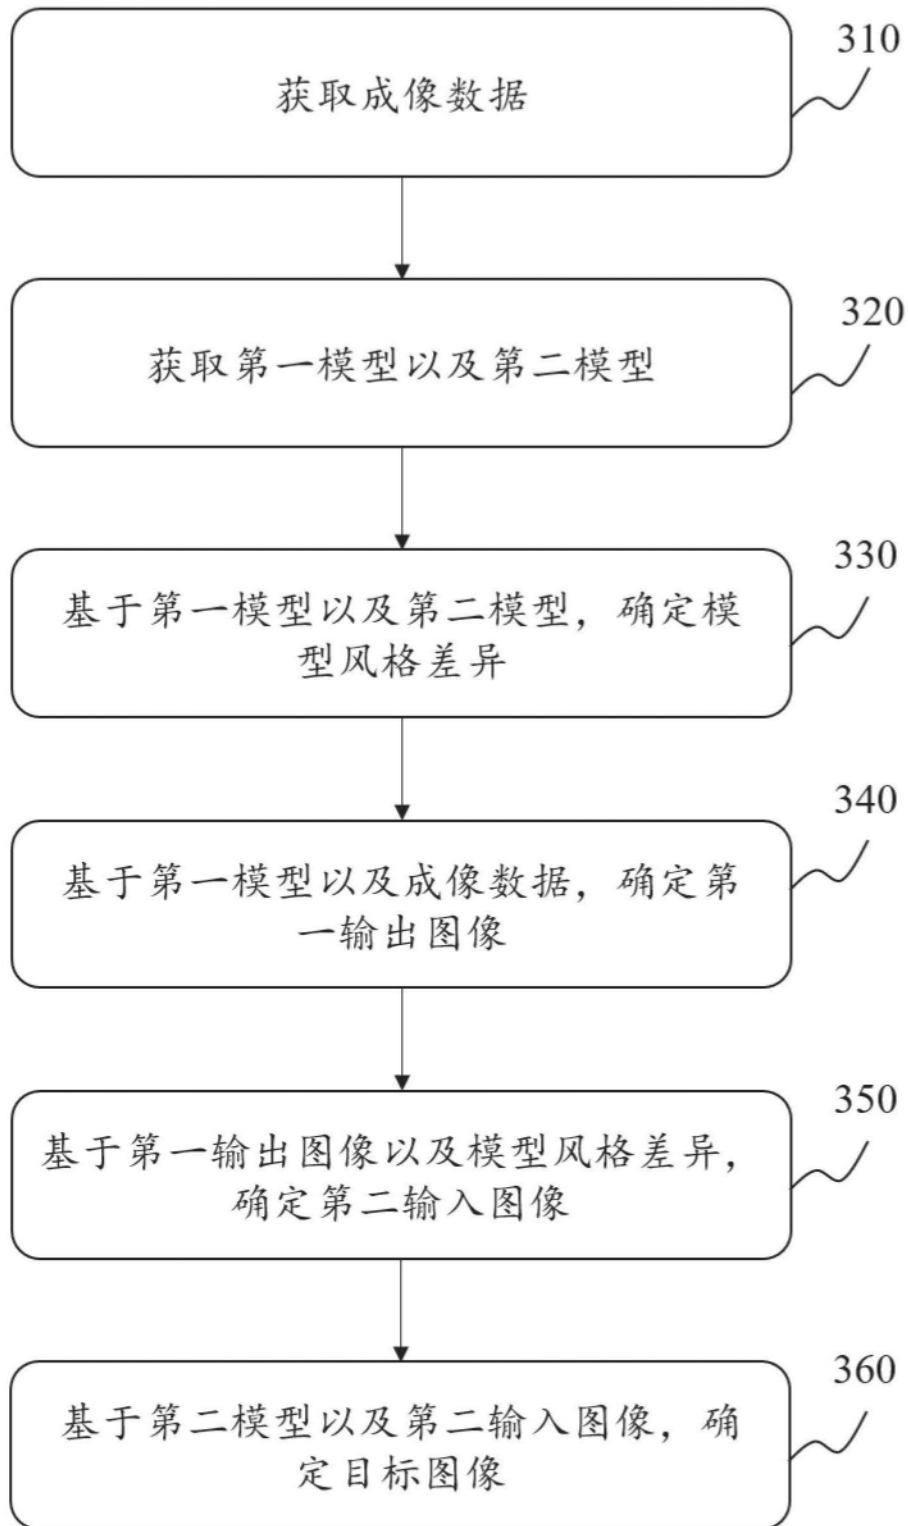 310
获取成像数据
320
获取第一模型以及第二模型
330
基于第一模型以及第二模型，确定模
型风格差异
340
基于第一模型以及成像数据，确定第
一输出图像
350
基于第一输出图像以及模型风格差异，
确定第二输入图像
360
基于第二模型以及第二输入图像，确
定目标图像